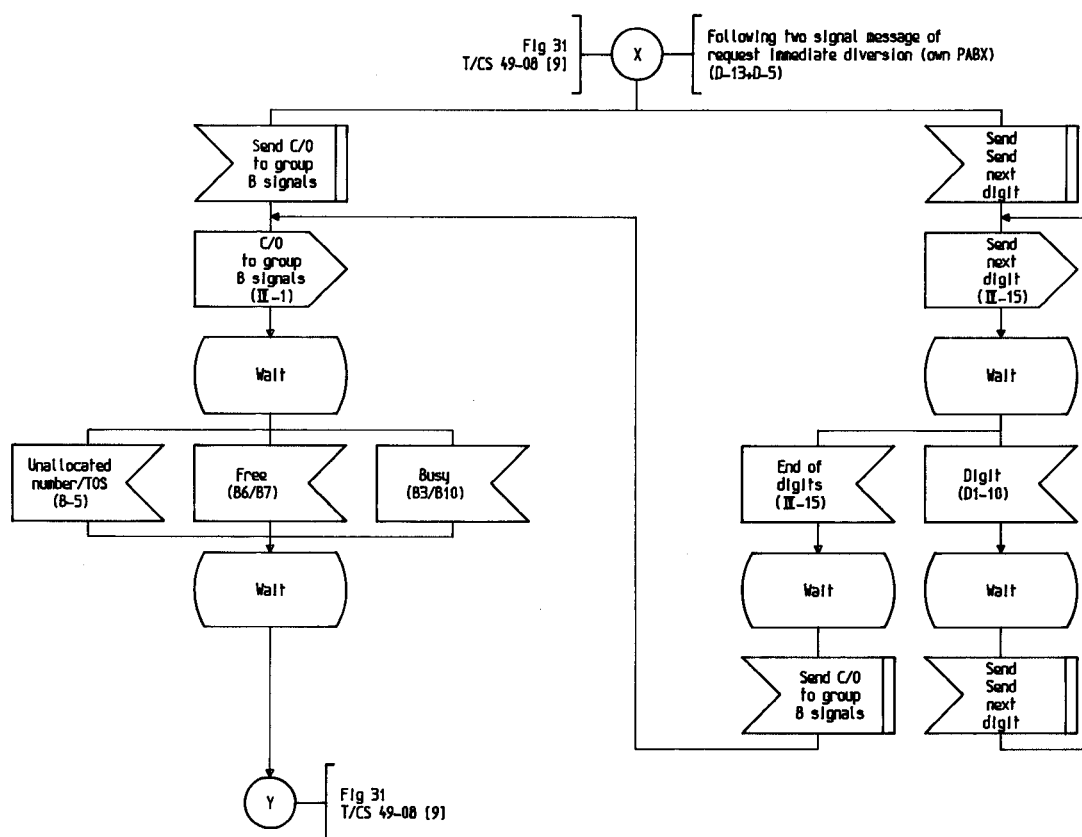 Fig 31
T/CS 49-08 [9]
X
Following two signal message of
request immediate diversion (own PABX)
(D-13+D-5)
Send C/O
to group
B signals
Send
Send
next
digit
C/O
to group
B signals
(II-1)
Send
next
digit
(II-15)
Wait
Wait
Unallocated
number/TOS
(B-5)
Free
(B6/B7)
Busy
(B3/B10)
End of
digits
(II-15)
Digit
(D1-10)
Wait
Wait
Wait
Send C/O
to group
B signals
Send
Send
next
digit
Y
Fig 31
T/CS 49-08 [9]